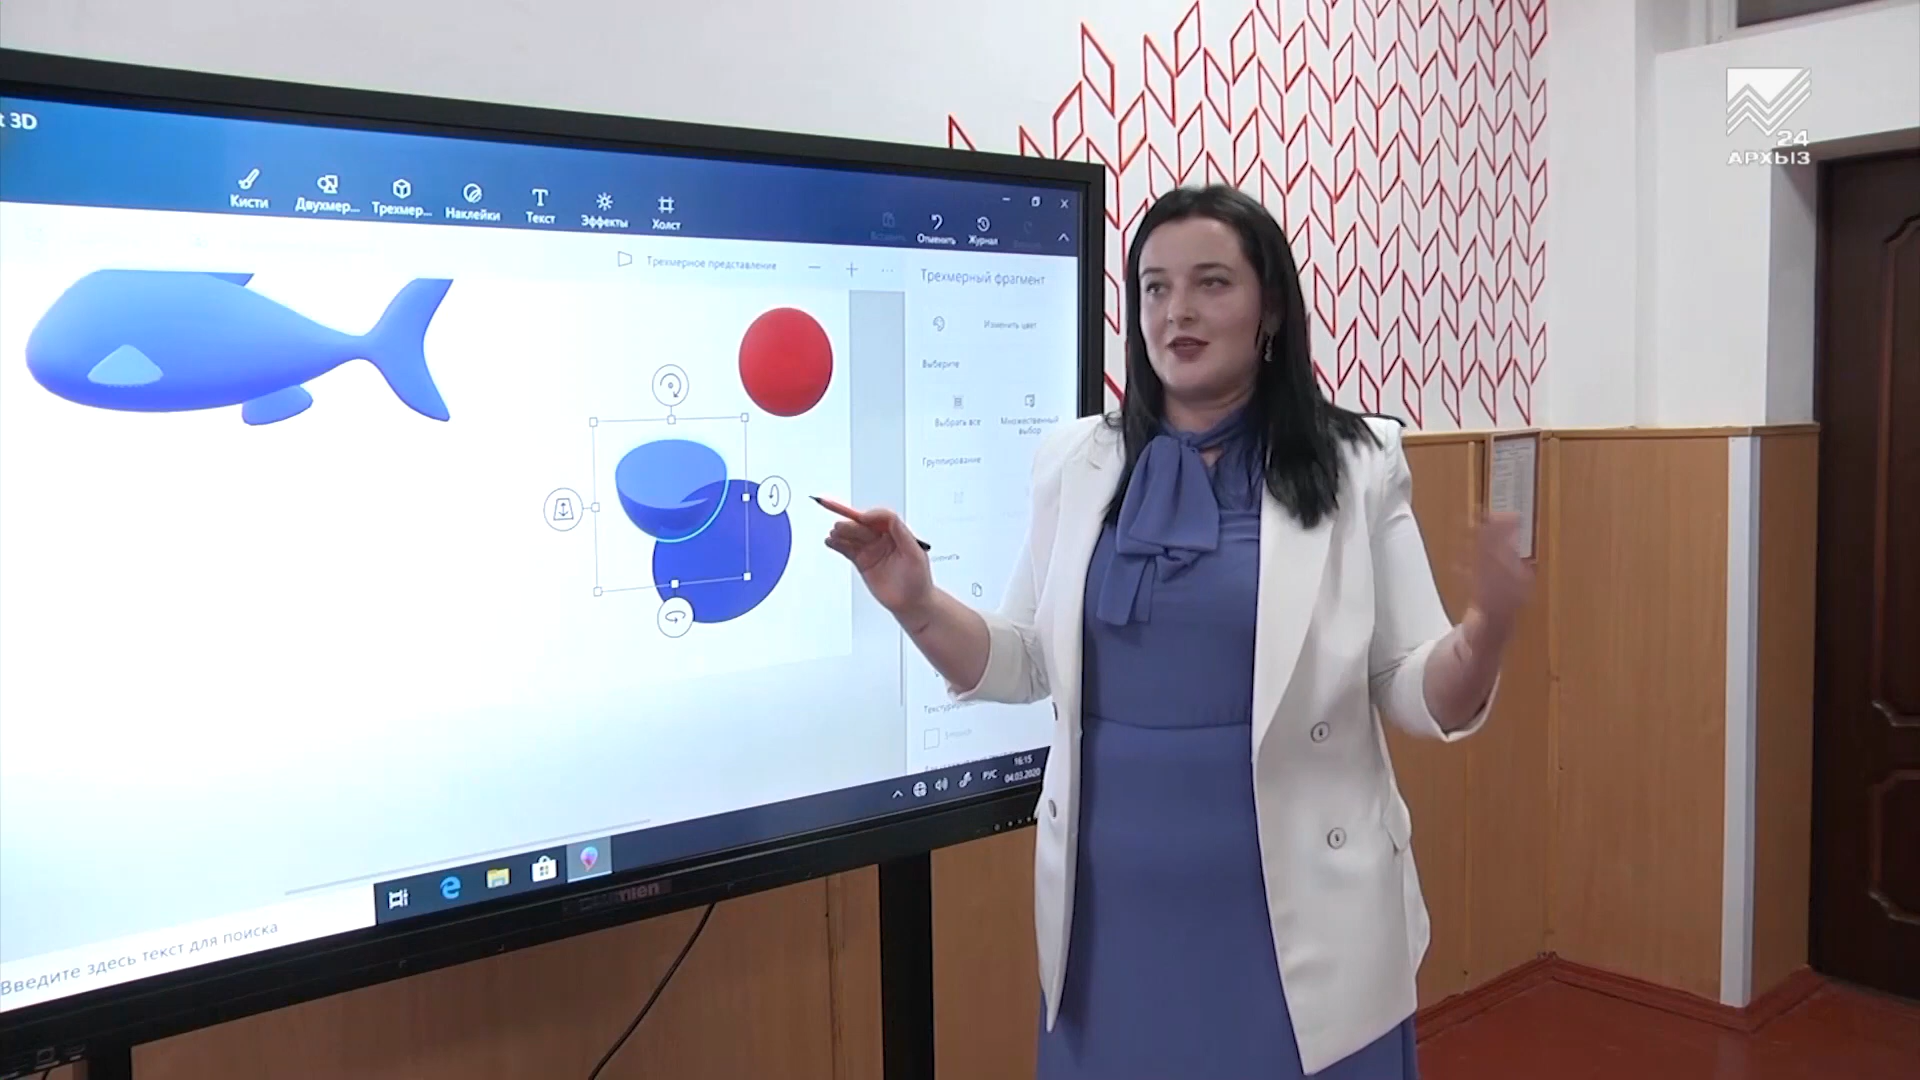 t 3D
Кисти
Двухмер...
Трехмер...
Наклейки
Текст
Эффекты
Холст
Вставить
Отменить
Журнал
Трехмерное представление
Трехмерный фрагмент
Изменить цвет
Выберите
Выбрать все
Множественный
выбор
Группирование
16:15
РУС
04.03.2020
Введите здесь текст для поиска
24
АРХЫЗ